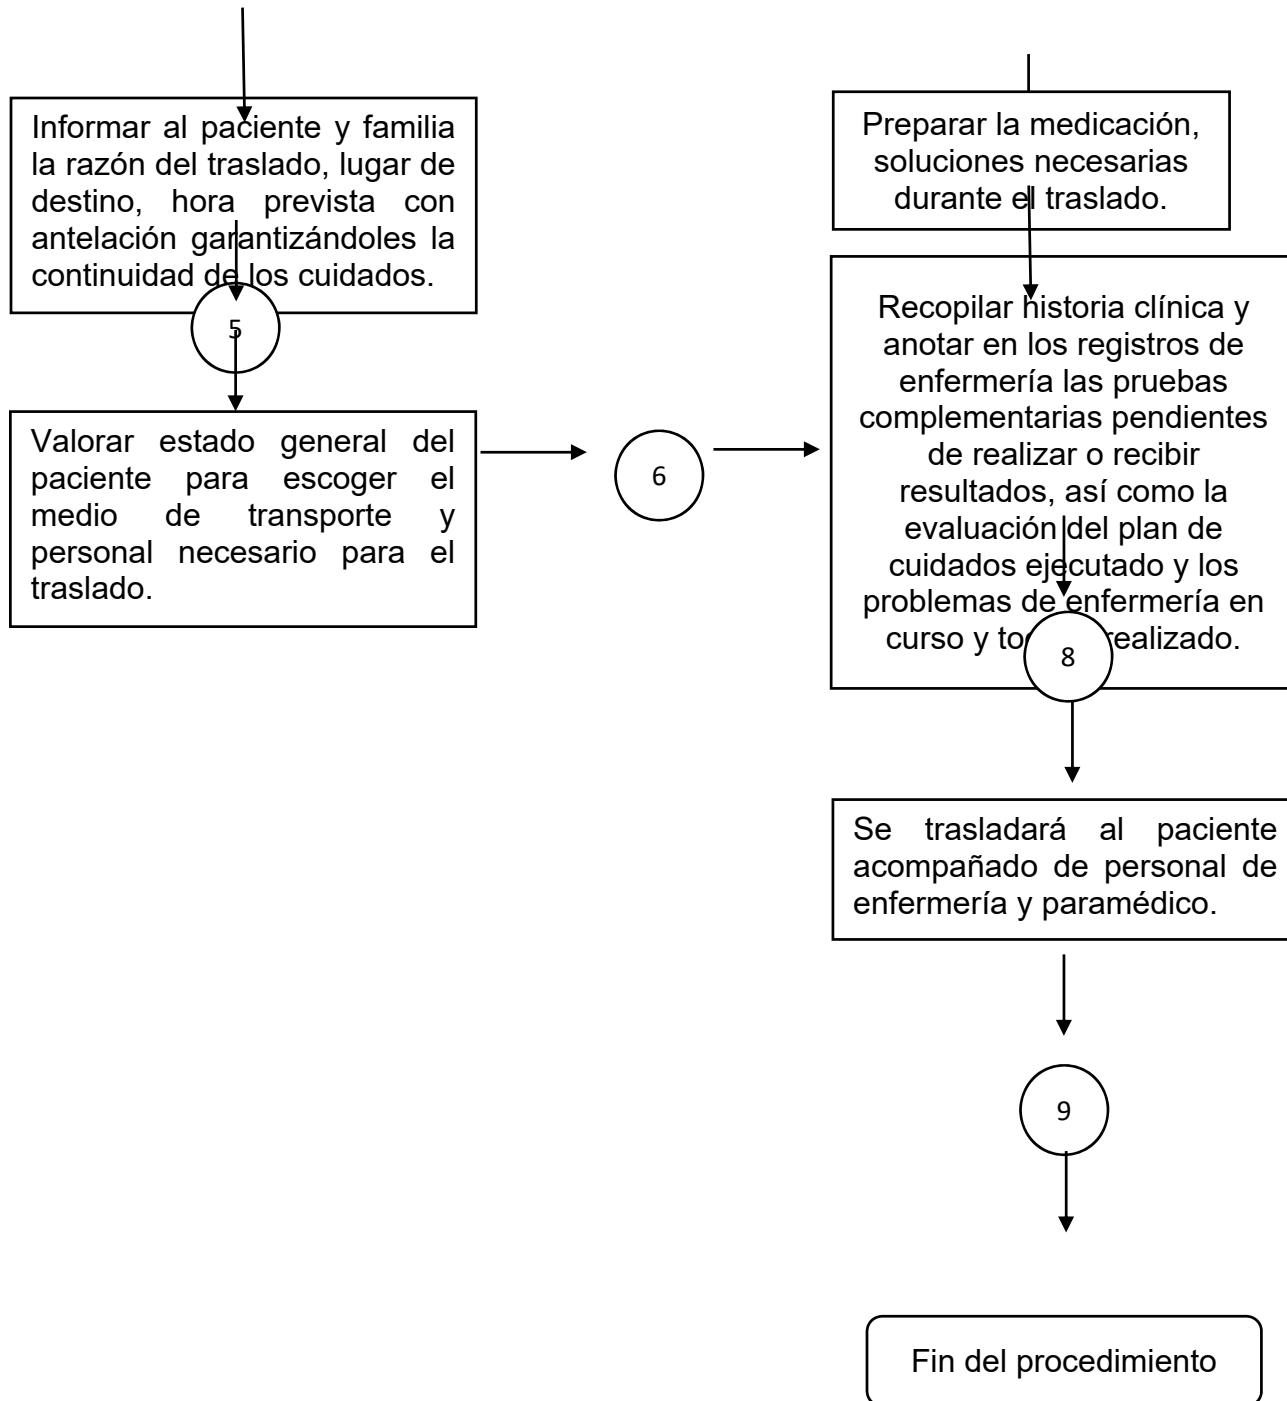 Informar al paciente y familia
la razón del traslado, lugar de
destino, hora prevista con
antelación garantizándoles la
continuidad de los cuidados.
5
Valorar estado general del
paciente para escoger el
medio de transporte y
personal necesario para el
traslado.
6
Preparar la medicación,
soluciones necesarias
durante el traslado.
Recopilar historia clínica y
anotar en los registros de
enfermería las pruebas
complementarias pendientes
de realizar o recibir
resultados, así como la
evaluación del plan de
cuidados ejecutado y los
problemas de enfermería en
curso y realizado.
8
Se trasladará al paciente
acompañado de personal de
enfermería y paramédico.
9
Fin del procedimiento